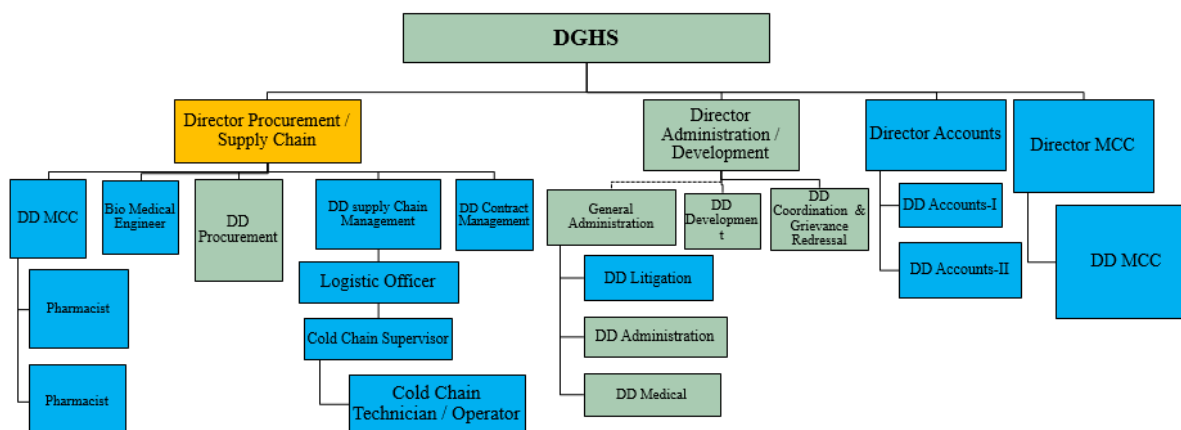 DGHS
Director Procurement /
Supply Chain
Director
Administration /
Development
Director Accounts
Director MCC
DD MCC
Bio Medical
Engineer
DD
Procurement
DD supply Chain
Management
DD Contract
Management
General
Administration
DD
Developmen
t
DD
Coordination &
Grievance
Redressal
DD Accounts-I
DD Accounts-II
DD MCC
Pharmacist
Pharmacist
Logistic Officer
Cold Chain Supervisor
Cold Chain
Technician / Operator
DD Litigation
DD Administration
DD Medical